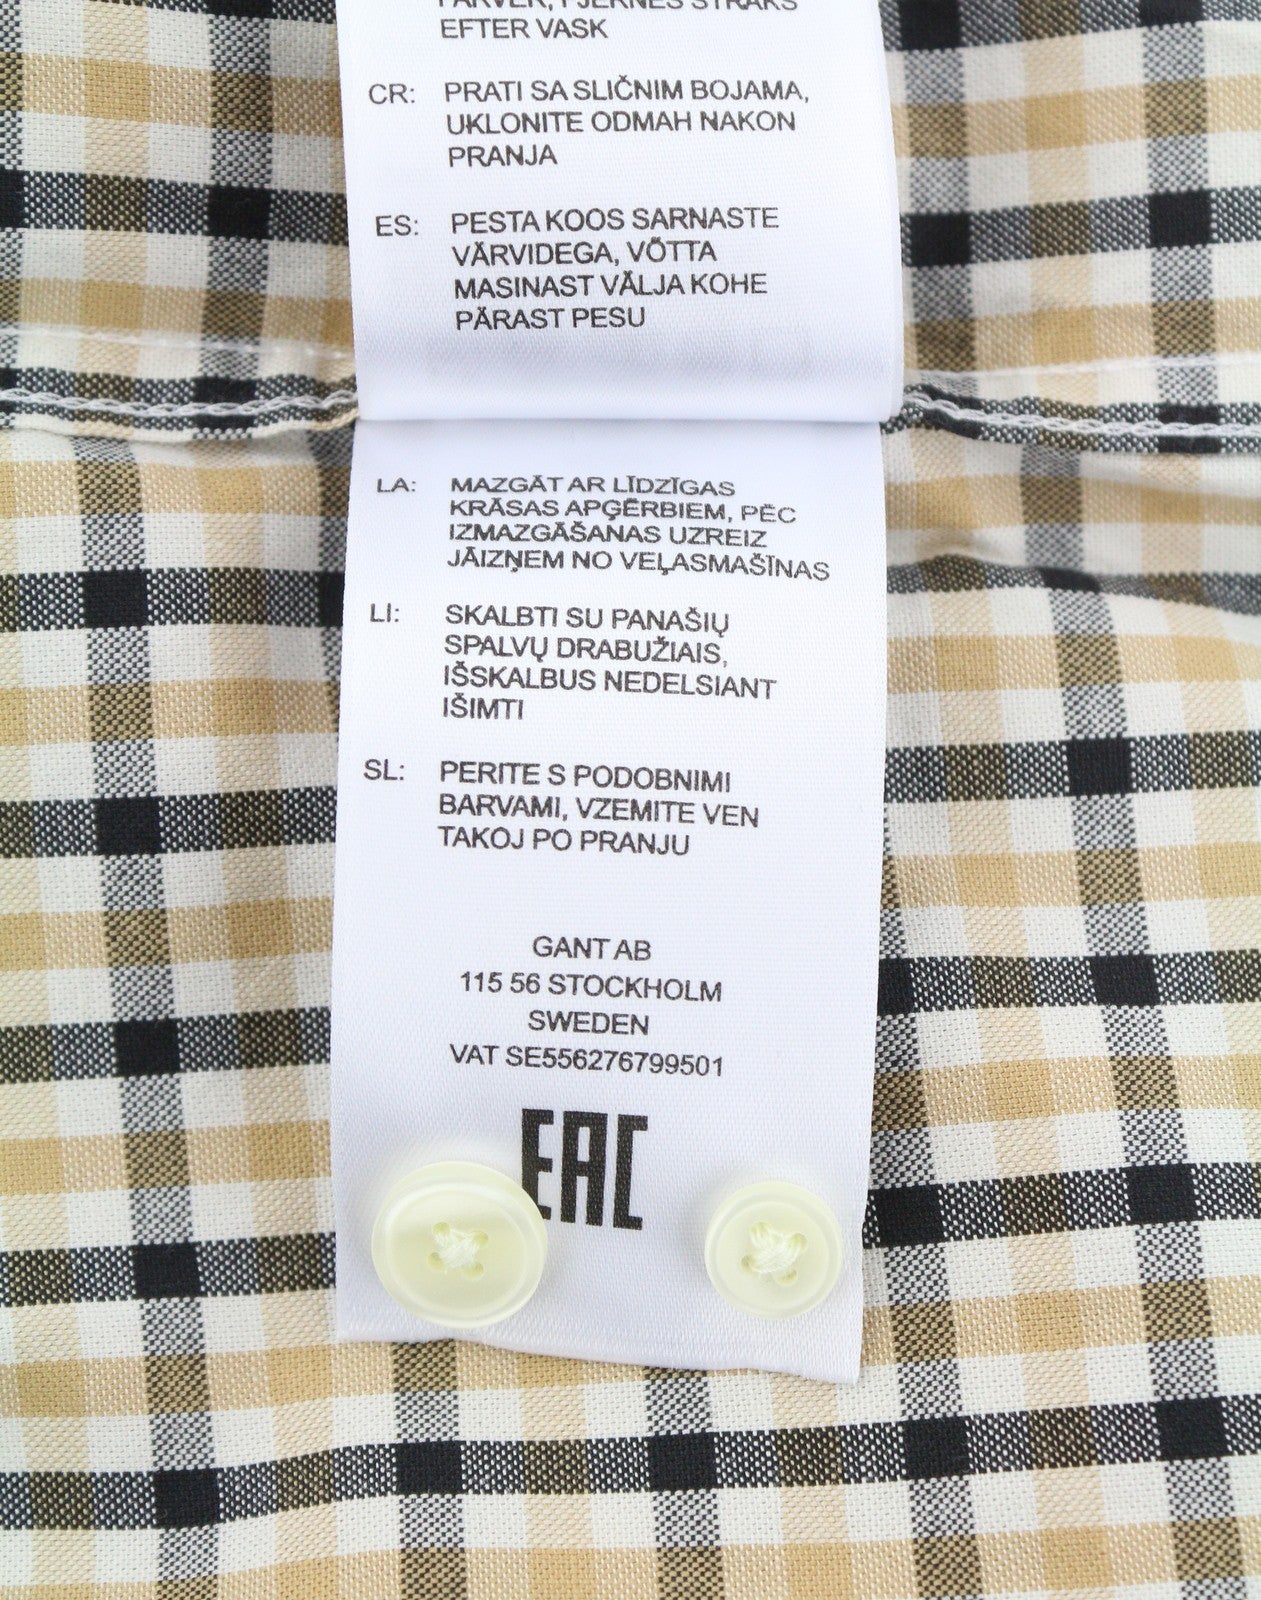 FARVER, FJERNES STRAKS
EFTER VASK
CR: PRATI SA SLIČNIM BOJAMA,
UKLONITE ODMAH NAKON
PRANJA
ES: PESTA KOOS SARNASTE
VÄRVIDEGA, VÕTTA
MASINAST VÄLJA KOHE
PÄRAST PESU
LA: MAZGĀT AR LĪDZĪGAS
KRĀSAS APĢĒRBIEM, PĒC
IZMAZGĀŠANAS UZREIZ
JĀIZŅEM NO VEĻASMAŠĪNAS
LI: SKALBTI SU PANAŠIŲ
SPALVŲ DRABUŽIAIS,
IŠSKALBUS NEDELSIANT
IŠIMTI
SL: PERITE S PODOBNIMI
BARVAMI, VZEMITE VEN
TAKOJ PO PRANJU
GANT AB
115 56 STOCKHOLM
SWEDEN
VAT SE556276799501
EAC